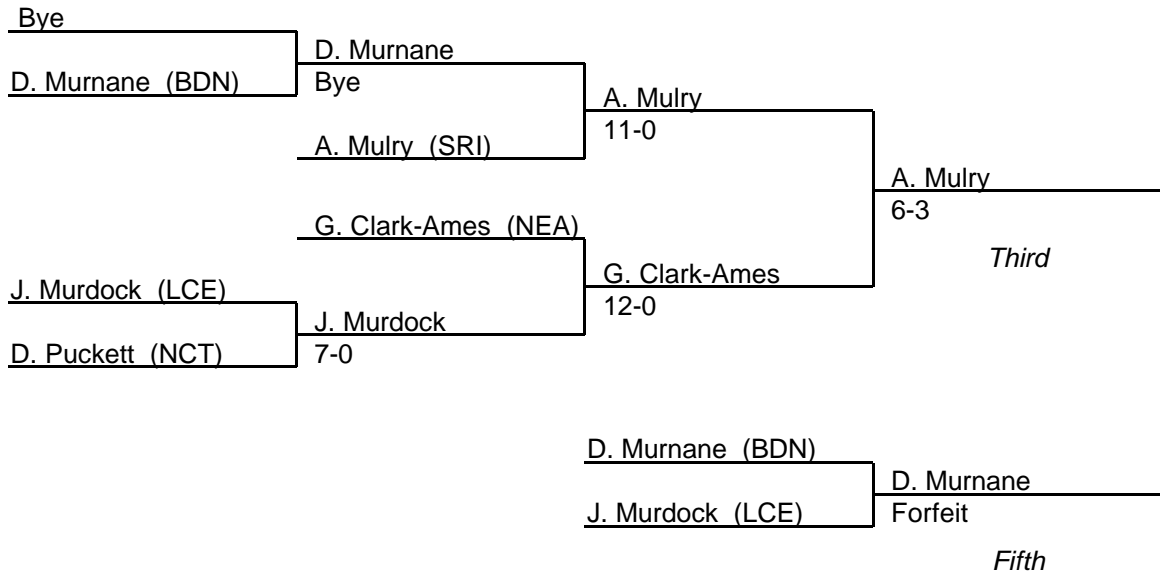 Bye
D. Murnane (BDN)
D. Murnane
Bye
A. Mulry (SRI)
A. Mulry
11-0
G. Clark-Ames (NEA)
J. Murdock (LCE)
D. Puckett (NCT)
J. Murdock
7-0
G. Clark-Ames
12-0
A. Mulry
6-3
Third
D. Murnane (BDN)
J. Murdock (LCE)
D. Murnane
Forfeit
Fifth